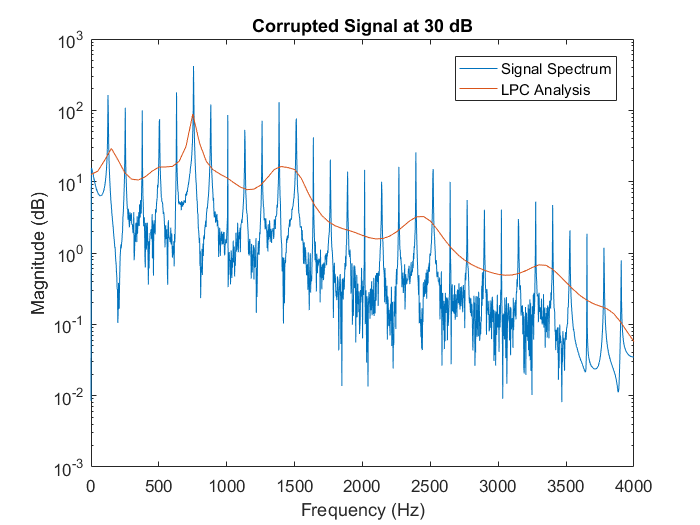 Corrupted Signal at 30 dB
Signal Spectrum
LPC Analysis
Magnitude (dB)
10^3
10^2
10^1
10^0
10^-1
10^-2
10^-3
0 500 1000 1500 2000 2500 3000 3500 4000
Frequency (Hz)